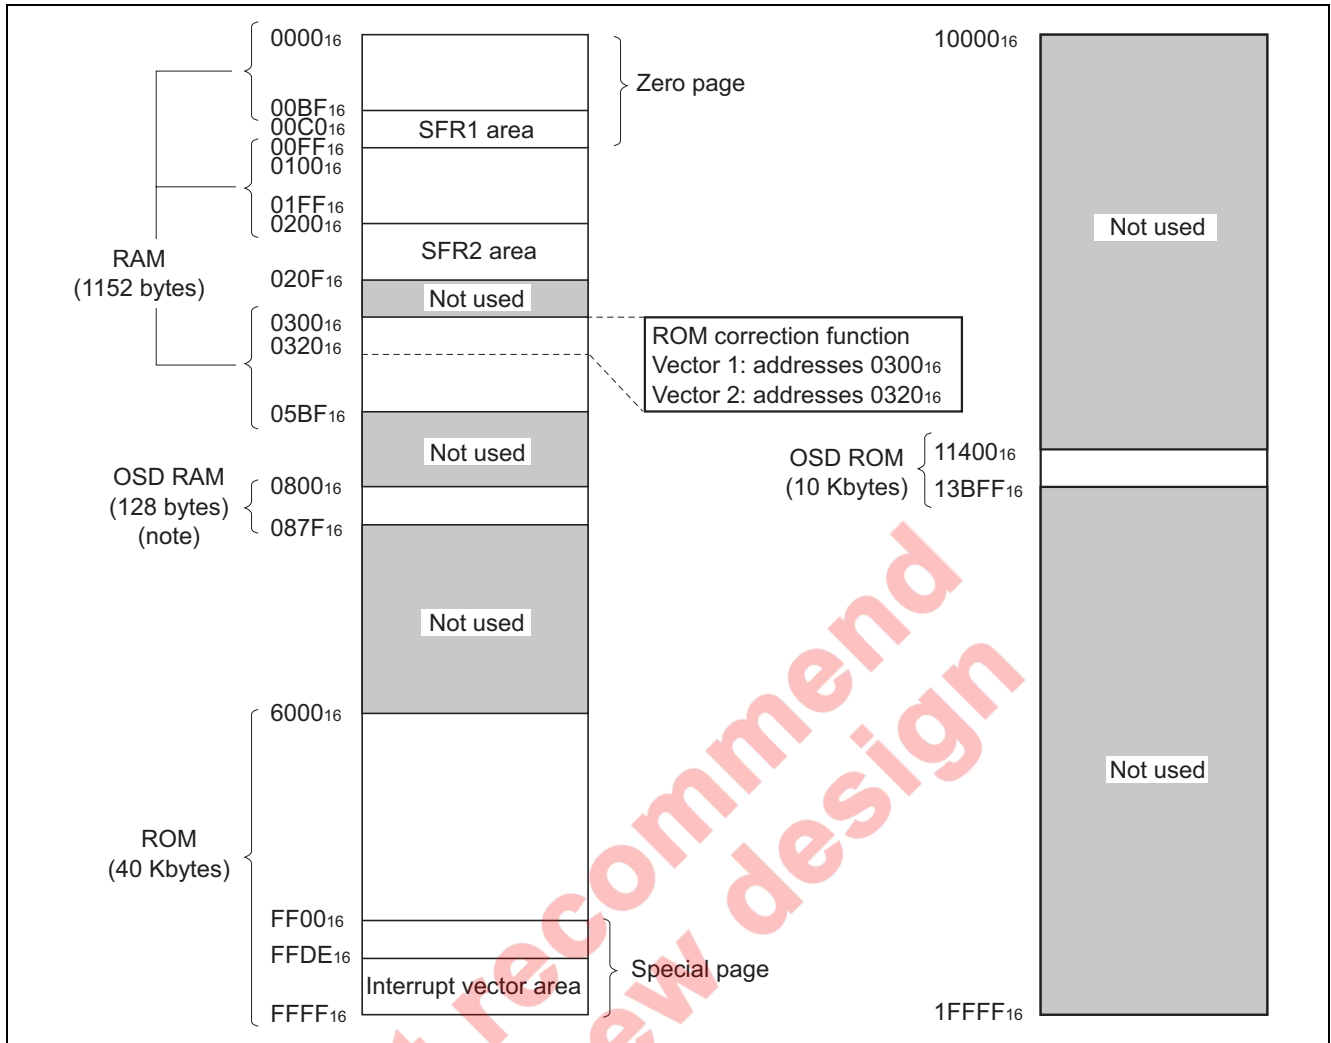 0000₁₆
00BF₁₆
00C0₁₆
00FF₁₆
0100₁₆
01FF₁₆
0200₁₆
020F₁₆
0300₁₆
0320₁₆
05BF₁₆
0800₁₆
087F₁₆
6000₁₆
FF00₁₆
FFDE₁₆
FFFF₁₆
RAM
(1152 bytes)
OSD RAM
(128 bytes)
(note)
ROM
(40 Kbytes)
SFR1 area
SFR2 area
Not used
Not used
Not used
Interrupt vector area
Zero page
ROM correction function
Vector 1: addresses 0300₁₆
Vector 2: addresses 0320₁₆
Special page
10000₁₆
Not used
OSD ROM
(10 Kbytes)
11400₁₆
13BFF₁₆
Not used
1FFFF₁₆
recommend
design